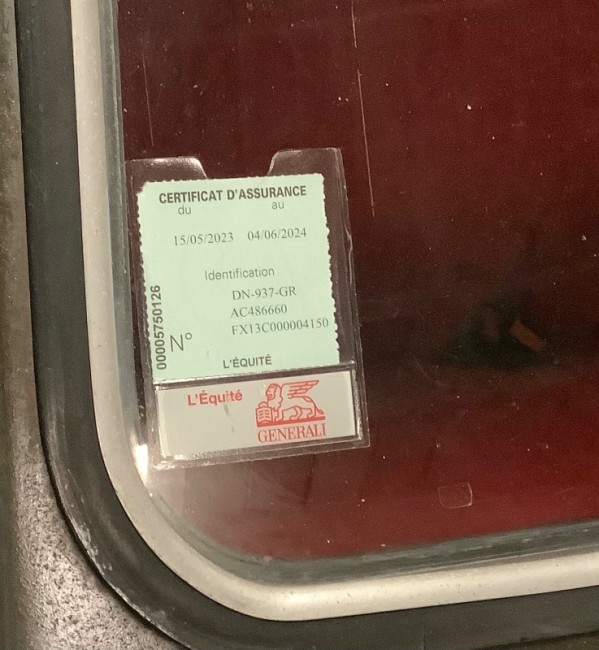 CERTIFICAT D'ASSURANCE
du au
15/05/2023 04/06/2024
Identification
DN-937-GR
AC486660
FX13C000004150
00005750126
N°
L'ÉQUITÉ
L'Équité
GENERALI